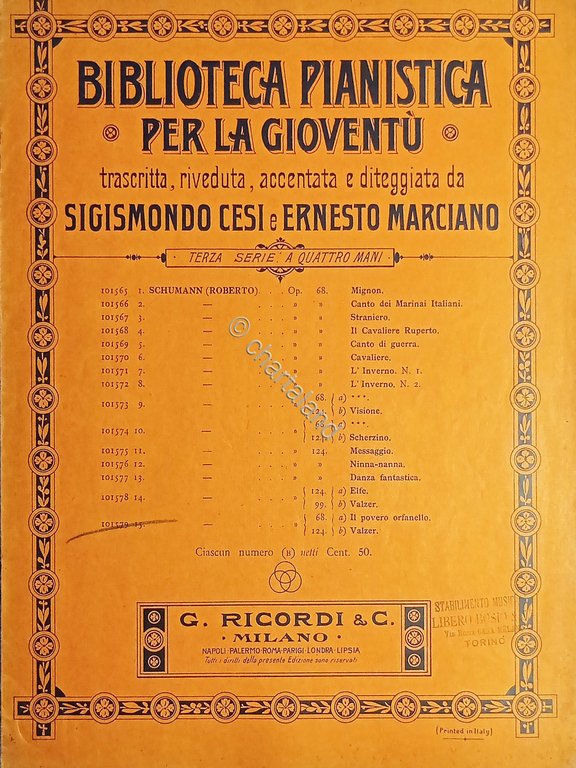 BIBLIOTECA PIANISTICA
PER LA GIOVENTÙ
trascritta, riveduta, accentata e diteggiata da
SIGISMONDO CESI e ERNESTO MARCIANO
TERZA SERIE: A QUATTRO MANI
101565 1. SCHUMANN (ROBERTO) . . . Op. 68. Mignon.
101566 2. — . . . » » Canto dei Marinai Italiani.
101567 3. — . . . » » Straniero.
101568 4. — . . . » » Il Cavaliere Ruperto.
101569 5. — . . . » » Canto di guerra.
101570 6. — . . . » » Cavaliere.
101571 7. — . . . » » L' Inverno. N. 1.
101572 8. — . . . » » L' Inverno. N. 2.
101573 9. — . . . » { 68. { a) ***.
b) Visione.
101574 10. — . . . » { a) ***.
124. { b) Scherzino.
101575 11. — . . . » 124. Messaggio.
101576 12. — . . . » » Ninna-nanna.
101577 13. — . . . » » Danza fantastica.
101578 14. — . . . » { 124. { a) Elfe.
99. { b) Valzer.
101579 15. — . . . » { 68. { a) Il povero orfanello.
124. { b) Valzer.
Ciascun numero (B) netti Cent. 50.
G. RICORDI & C.
• MILANO •
NAPOLI • PALERMO • ROMA • PARIGI • LONDRA • LIPSIA
Tutti i diritti della presente Edizione sono riservati
STABILIMENTO
LIBERO
Via
TORINO
(Printed in Italy)
© chartaland